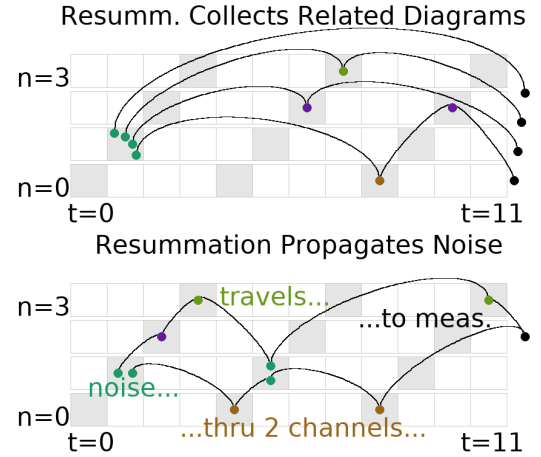 Resumm. Collects Related Diagrams
n=3
n=0
t=0 t=11
Resummation Propagates Noise
travels...
n=3
...to meas.
noise...
n=0
...thru 2 channels...
t=0 t=11